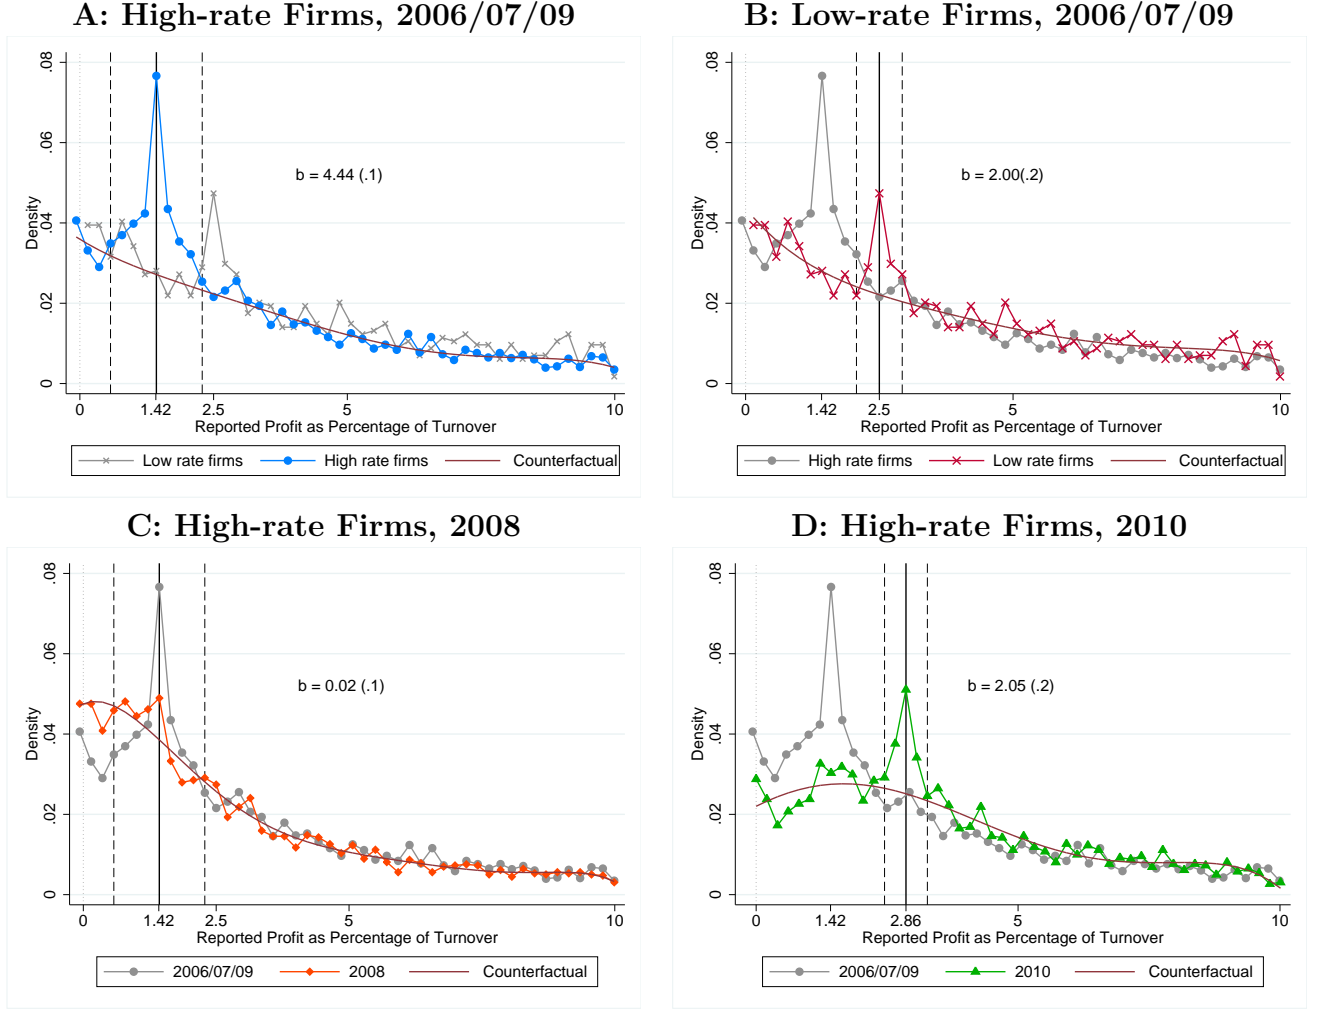 A: High-rate Firms, 2006/07/09
.08
.06
.04
.02
0
Density
b = 4.44 (.1)
0 1.42 2.5 5 10
Reported Profit as Percentage of Turnover
Low rate firms High rate firms Counterfactual
B: Low-rate Firms, 2006/07/09
.08
.06
.04
.02
0
Density
b = 2.00(.2)
0 1.42 2.5 5 10
Reported Profit as Percentage of Turnover
High rate firms Low rate firms Counterfactual
C: High-rate Firms, 2008
.08
.06
.04
.02
0
Density
b = 0.02 (.1)
0 1.42 2.5 5 10
Reported Profit as Percentage of Turnover
2006/07/09 2008 Counterfactual
D: High-rate Firms, 2010
.08
.06
.04
.02
0
Density
b = 2.05 (.2)
0 1.42 2.86 5 10
Reported Profit as Percentage of Turnover
2006/07/09 2010 Counterfactual